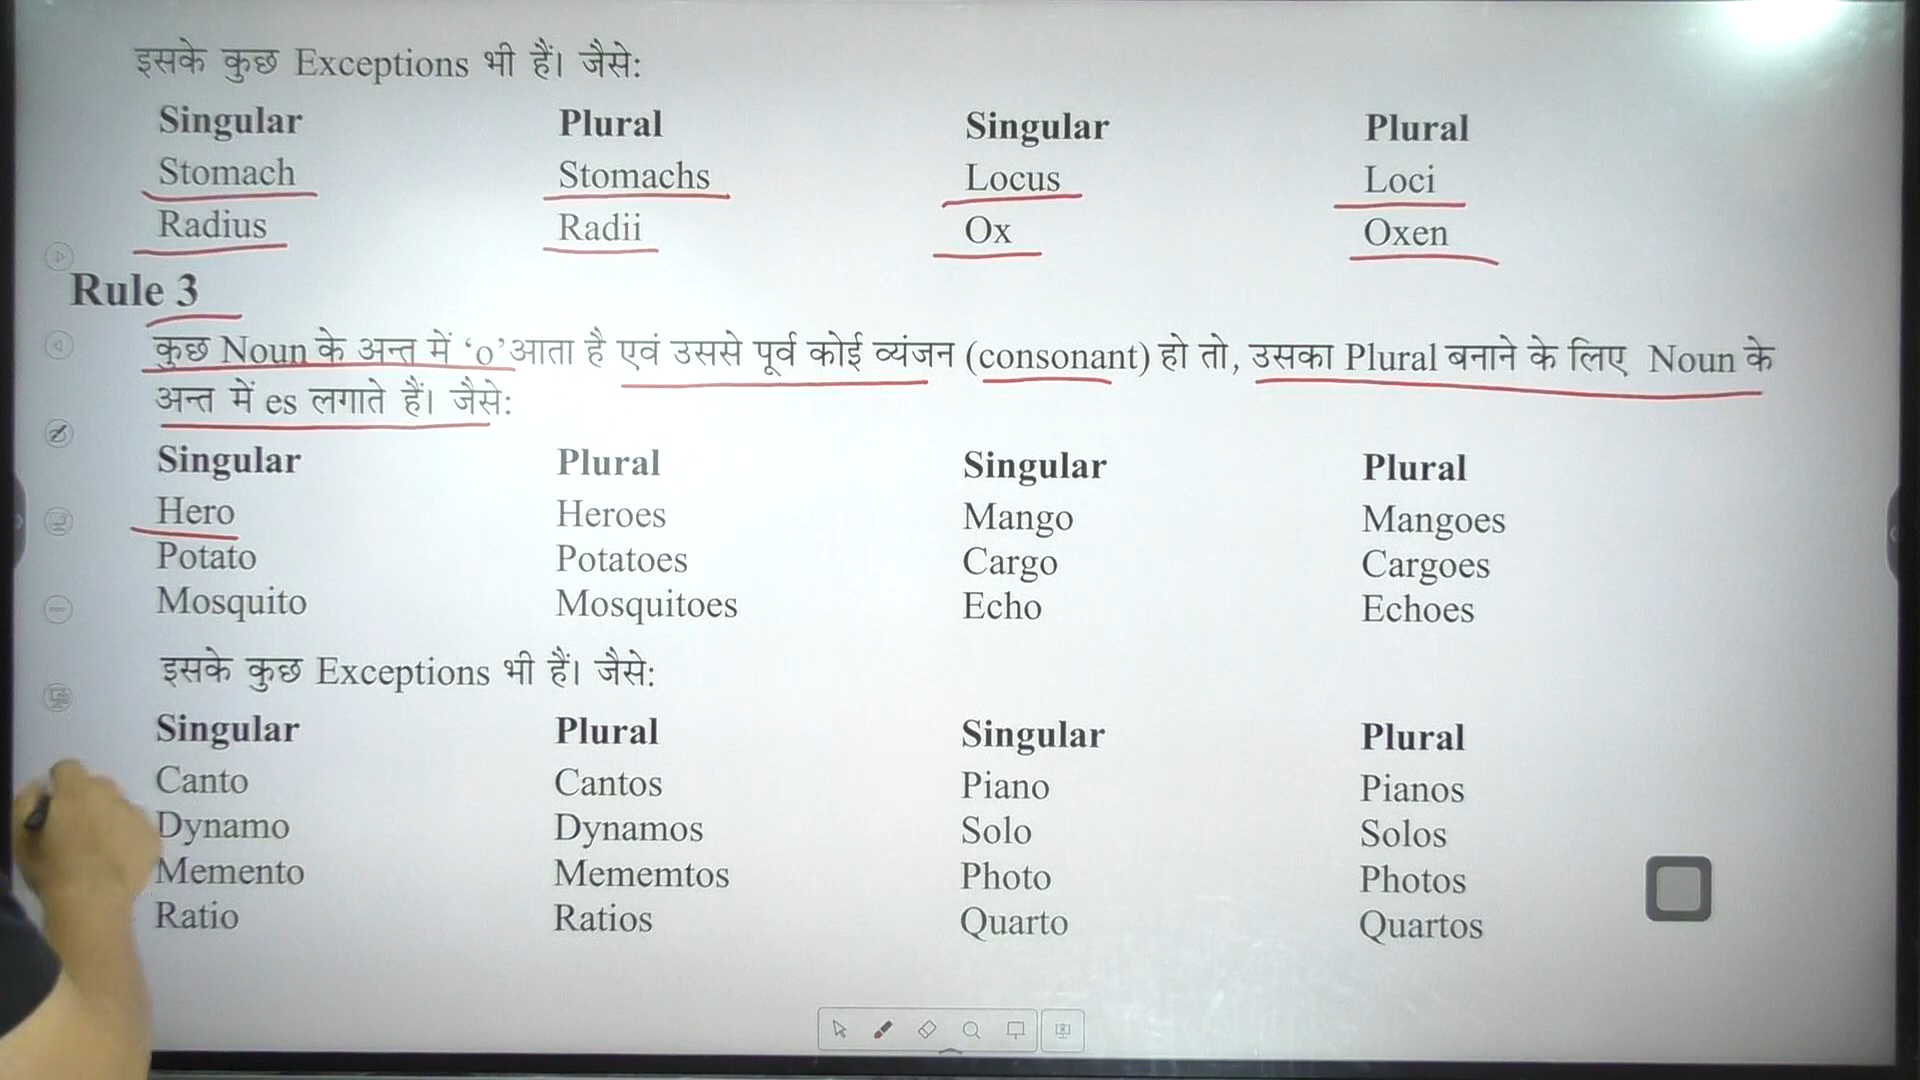 इसके कुछ Exceptions भी हैं। जैसे:
Singular Plural Singular Plural
Stomach Stomachs Locus Loci
Radius Radii Ox Oxen
Rule 3
कुछ Noun के अन्त में ‘o’ आता है एवं उससे पूर्व कोई व्यंजन (consonant) हो तो, उसका Plural बनाने के लिए Noun के
अन्त में es लगाते हैं। जैसे:
Singular Plural Singular Plural
Hero Heroes Mango Mangoes
Potato Potatoes Cargo Cargoes
Mosquito Mosquitoes Echo Echoes
इसके कुछ Exceptions भी हैं। जैसे:
Singular Plural Singular Plural
Canto Cantos Piano Pianos
Dynamo Dynamos Solo Solos
Memento Mememtos Photo Photos
Ratio Ratios Quarto Quartos